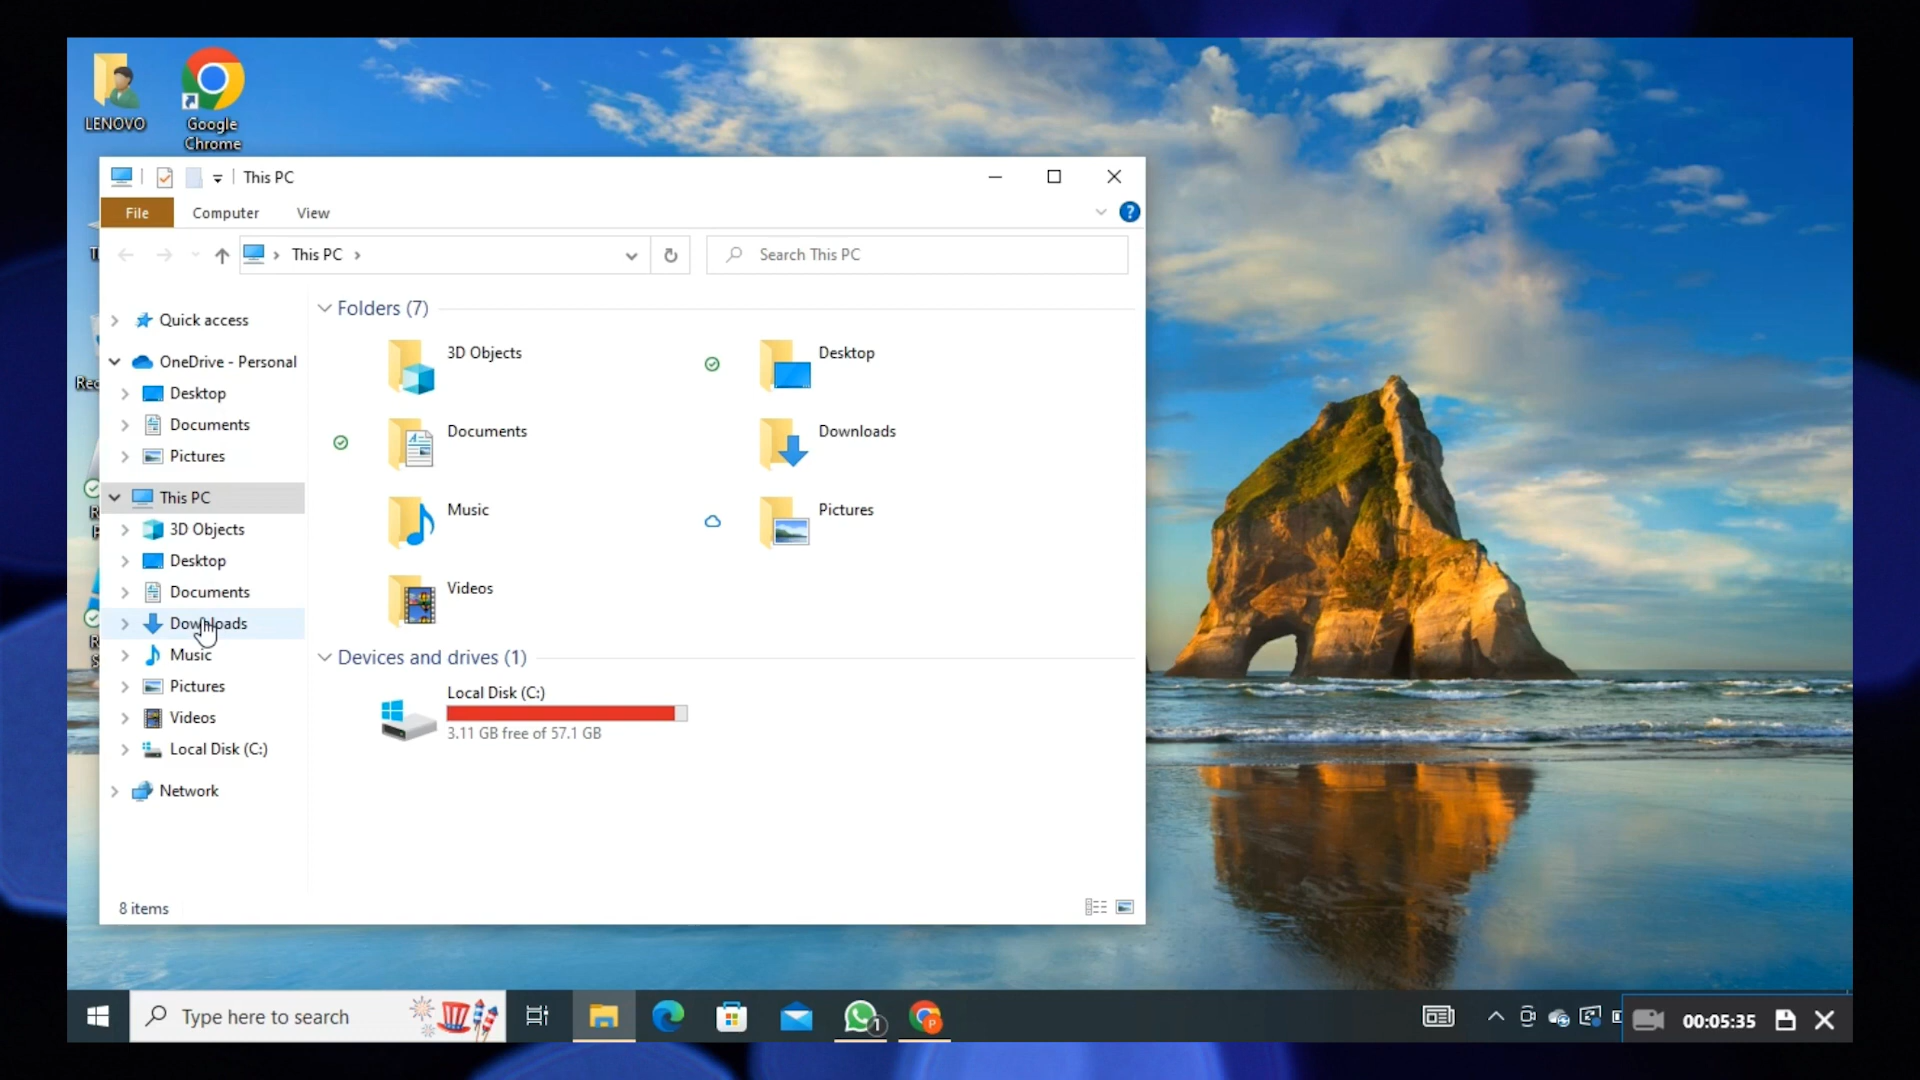 LENOVO
Google
Chrome
This PC
File
Computer
View
?
This PC
Search This PC
Quick access
OneDrive - Personal
Desktop
Documents
Pictures
This PC
3D Objects
Desktop
Documents
Downloads
Music
Pictures
Videos
Local Disk (C:)
Network
Folders (7)
3D Objects
Desktop
Documents
Downloads
Music
Pictures
Videos
Devices and drives (1)
Local Disk (C:)
3.11 GB free of 57.1 GB
8 items
Rec
Type here to search
1
P
00:05:35